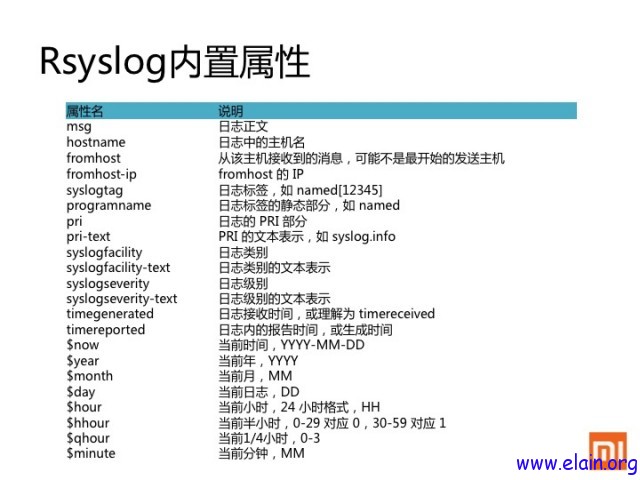 Rsyslog内置属性
属性名 说明
msg 日志正文
hostname 日志中的主机名
fromhost 从该主机接收到的消息，可能不是最开始的发送主机
fromhost-ip fromhost 的 IP
syslogtag 日志标签，如 named[12345]
programname 日志标签的静态部分，如 named
pri 日志的 PRI 部分
pri-text PRI 的文本表示，如 syslog.info
syslogfacility 日志类别
syslogfacility-text 日志类别的文本表示
syslogseverity 日志级别
syslogseverity-text 日志级别的文本表示
timegenerated 日志接收时间，或理解为 timereceived
timereported 日志内的报告时间，或生成时间
$now 当前时间，YYYY-MM-DD
$year 当前年，YYYY
$month 当前月，MM
$day 当前日志，DD
$hour 当前小时，24 小时格式，HH
$hhour 当前半小时，0-29 对应 0，30-59 对应 1
$qhour 当前1/4小时，0-3
$minute 当前分钟，MM
MI
www.elain.org